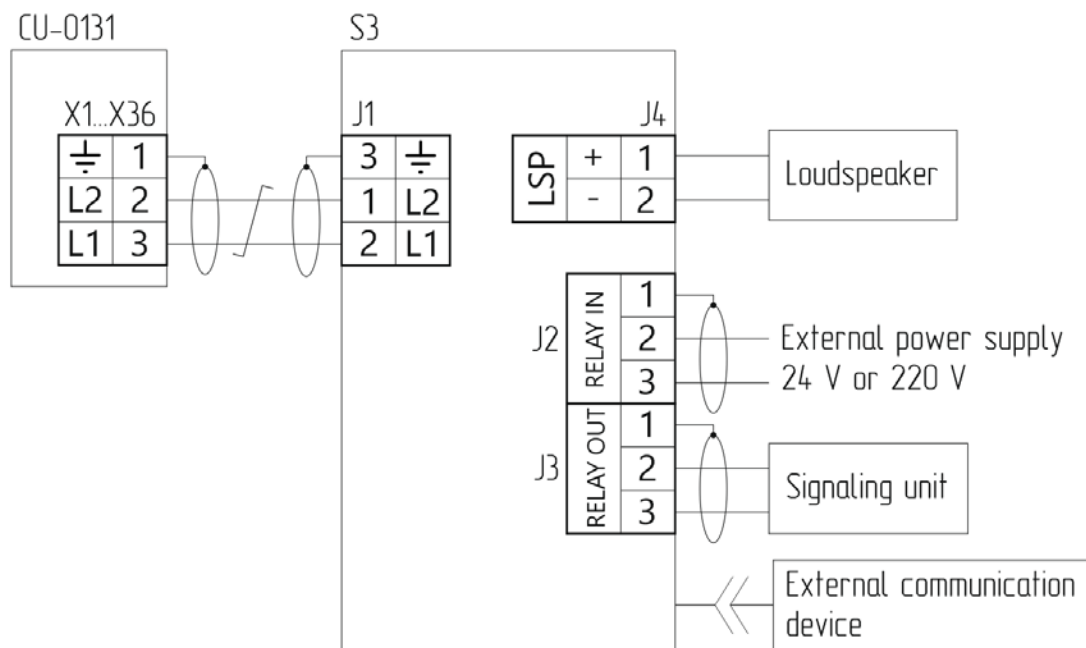 CU-0131
S3
X1...X36
J1
J4
⏚ 1
L2 2
L1 3
3 ⏚
1 L2
2 L1
LSP
+ 1
- 2
Loudspeaker
J2
RELAY IN
1
2
3
External power supply
24 V or 220 V
J3
RELAY OUT
1
2
3
Signaling unit
External communication
device